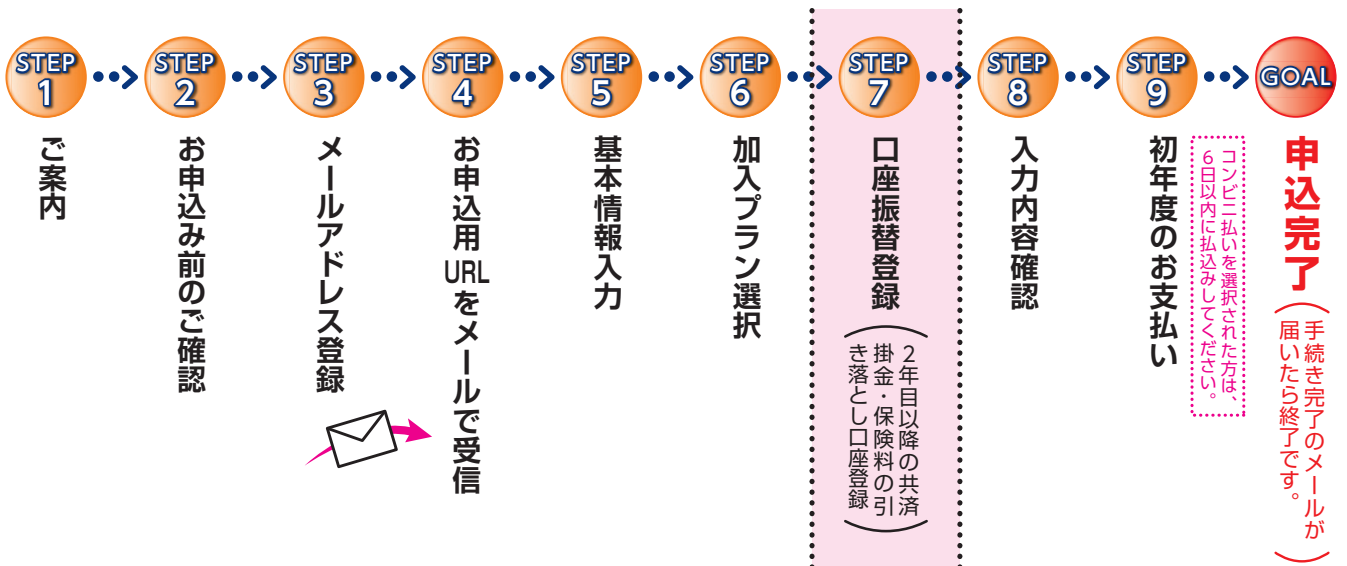 STEP
1
ご案内
STEP
2
お申込み前のご確認
STEP
3
メールアドレス登録
STEP
4
お申込用URLをメールで受信
STEP
5
基本情報入力
STEP
6
加入プラン選択
STEP
7
口座振替登録
(2年目以降の共済
掛金・保険料の引
き落とし口座登録)
STEP
8
入力内容確認
STEP
9
初年度のお支払い
コンビニ払いを選択された方は、
6日以内に払込みしてください。
GOAL
申込完了
(手続き完了のメールが
届いたら終了です。)